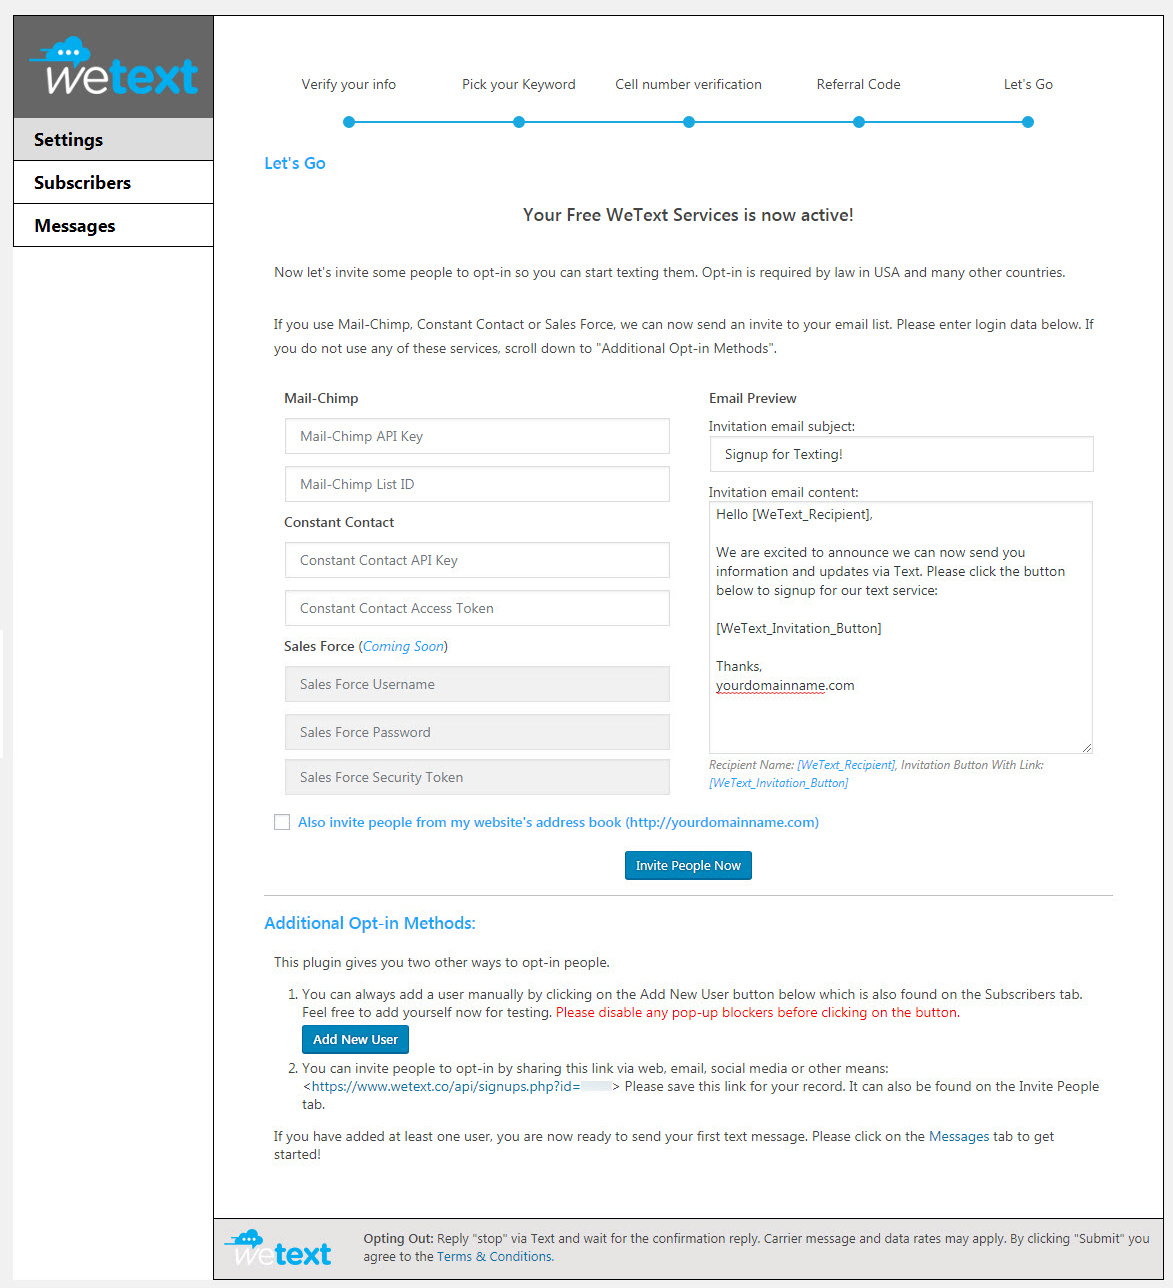 wetext
Settings
Subscribers
Messages
Verify your info
Pick your Keyword
Cell number verification
Referral Code
Let's Go
Let's Go
Your Free WeText Services is now active!
Now let's invite some people to opt-in so you can start texting them. Opt-in is required by law in USA and many other countries.
If you use Mail-Chimp, Constant Contact or Sales Force, we can now send an invite to your email list. Please enter login data below. If
you do not use any of these services, scroll down to "Additional Opt-in Methods".
Mail-Chimp
Mail-Chimp API Key
Mail-Chimp List ID
Constant Contact
Constant Contact API Key
Constant Contact Access Token
Sales Force (Coming Soon)
Sales Force Username
Sales Force Password
Sales Force Security Token
Email Preview
Invitation email subject:
Signup for Texting!
Invitation email content:
Hello [WeText_Recipient],
We are excited to announce we can now send you
information and updates via Text. Please click the button
below to signup for our text service:
[WeText_Invitation_Button]
Thanks,
yourdomainname.com
Recipient Name: [WeText_Recipient], Invitation Button With Link:
[WeText_Invitation_Button]
Also invite people from my website's address book (http://yourdomainname.com)
Invite People Now
Additional Opt-in Methods:
This plugin gives you two other ways to opt-in people.
1. You can always add a user manually by clicking on the Add New User button below which is also found on the Subscribers tab.
Feel free to add yourself now for testing. Please disable any pop-up blockers before clicking on the button.
Add New User
2. You can invite people to opt-in by sharing this link via web, email, social media or other means:
<https://www.wetext.co/api/signups.php?id= > Please save this link for your record. It can also be found on the Invite People
tab.
If you have added at least one user, you are now ready to send your first text message. Please click on the Messages tab to get
started!
wetext
Opting Out: Reply "stop" via Text and wait for the confirmation reply. Carrier message and data rates may apply. By clicking "Submit" you
agree to the Terms & Conditions.